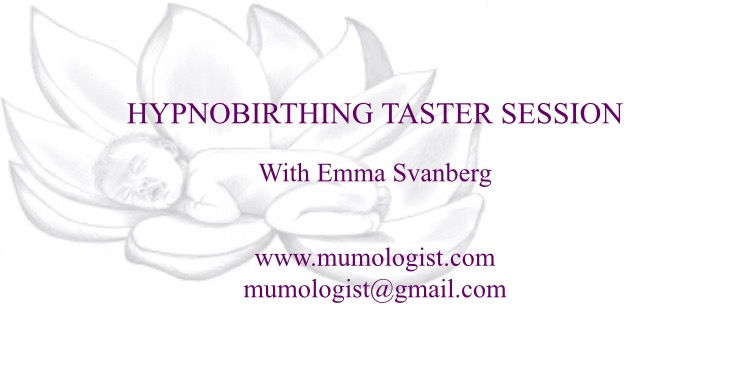 HYPNOBIRTHING TASTER SESSION
With Emma Svanberg
www.mumologist.com
mumologist@gmail.com